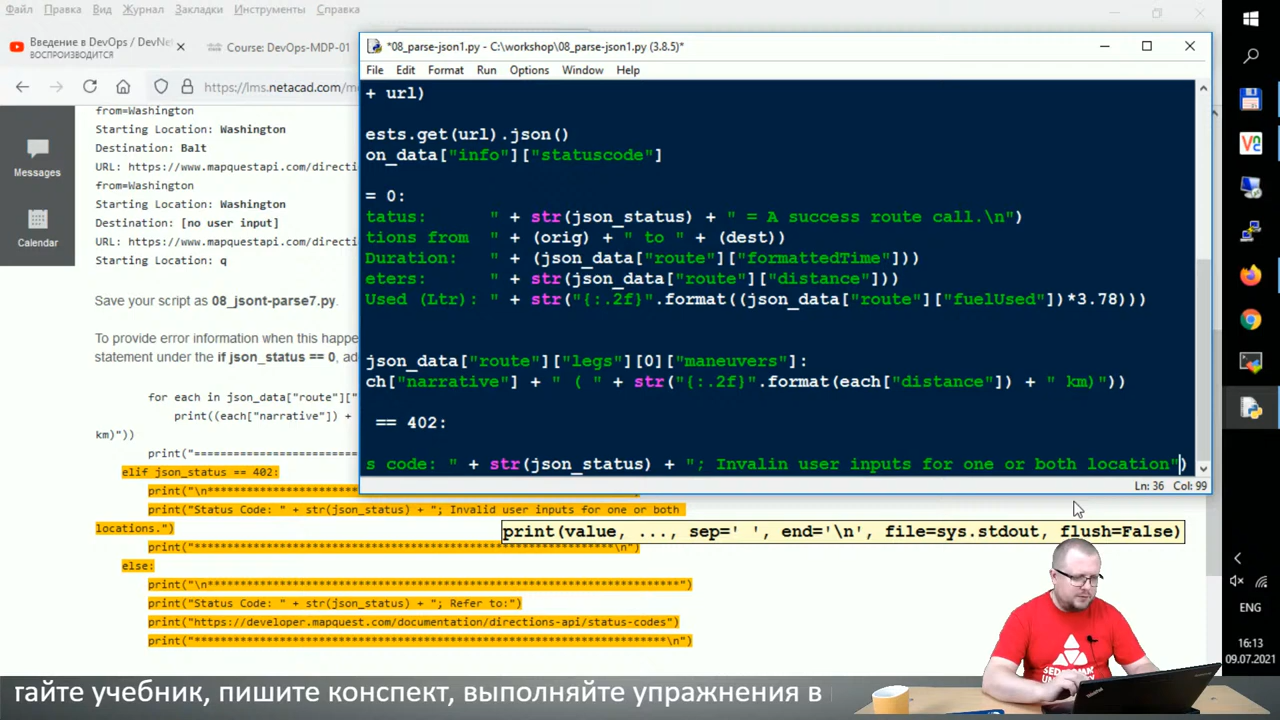 Файл Правка Вид Журнал Закладки Инструменты Справка
Введение в DevOps / DevNet
ВОСПРОИЗВОДИТСЯ
Course: DevOps-MDP-01
https://lms.netacad.com/m
*08_parse-json1.py - C:\workshop\08_parse-json1.py (3.8.5)*
File Edit Format Run Options Window Help
Messages
Calendar
from=Washington
Starting Location: Washington
Destination: Balt
URL: https://www.mapquestapi.com/directi
from=Washington
Starting Location: Washington
Destination: [no user input]
URL: https://www.mapquestapi.com/directi
Starting Location: q
Save your script as 08_jsont-parse7.py.
To provide error information when this happe
statement under the if json_status == 0, ad
for each in json_data["route"]["
print((each["narrative"]) +
km)"))
print("==============================
elif json_status == 402:
print("\n**********************
print("Status Code: " + str(json_status) + "; Invalid user inputs for one or both
locations.")
\n")
else:
print("Status Code: " + str(json_status) + "; Refer to:")
print("https://developer.mapquest.com/documentation/directions-api/status-codes")
+ url)
ests.get(url).json()
on_data["info"]["statuscode"]
= 0:
tatus:       " + str(json_status) + " = A success route call.\n")
tions from  " + (orig) + " to " + (dest))
Duration:    " + (json_data["route"]["formattedTime"]))
eters:       " + str(json_data["route"]["distance"]))
Used (Ltr): " + str("{:.2f}".format((json_data["route"]["fuelUsed"])*3.78)))
json_data["route"]["legs"][0]["maneuvers"]:
ch["narrative"] + " ( " + str("{:.2f}".format(each["distance"]) + " km)"))
== 402:
s code: " + str(json_status) + "; Invalin user inputs for one or both location")
Ln: 36 Col: 99
print(value, ..., sep=' ', end='\n', file=sys.stdout, flush=False)
ENG
16:13
09.07.2021
гайте учебник, пишите конспект, выполняйте упражнения в